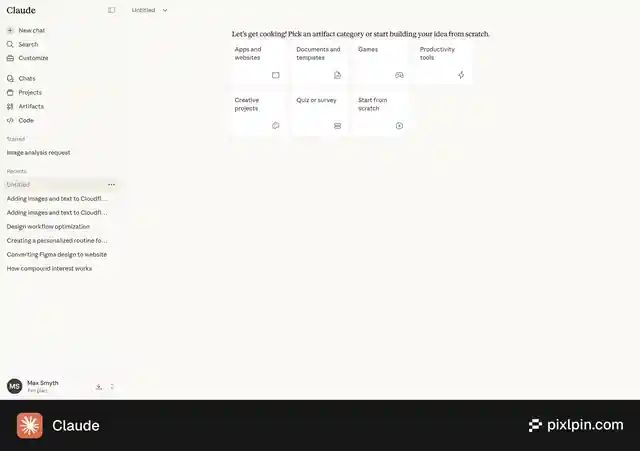 Claude
Untitled
New chat
Search
Customize
Chats
Projects
Artifacts
Code
Starred
Image analysis request
Recents
Untitled
Adding images and text to Cloudfl...
Adding images and text to Cloudfl...
Design workflow optimization
Creating a personalized routine fo...
Converting Figma design to website
How compound interest works
MS
Max Smyth
Pro plan
Let's get cooking! Pick an artifact category or start building your idea from scratch.
Apps and
websites
Documents and
templates
Games
Productivity
tools
Creative
projects
Quiz or survey
Start from
scratch
Claude
pixlpin.com